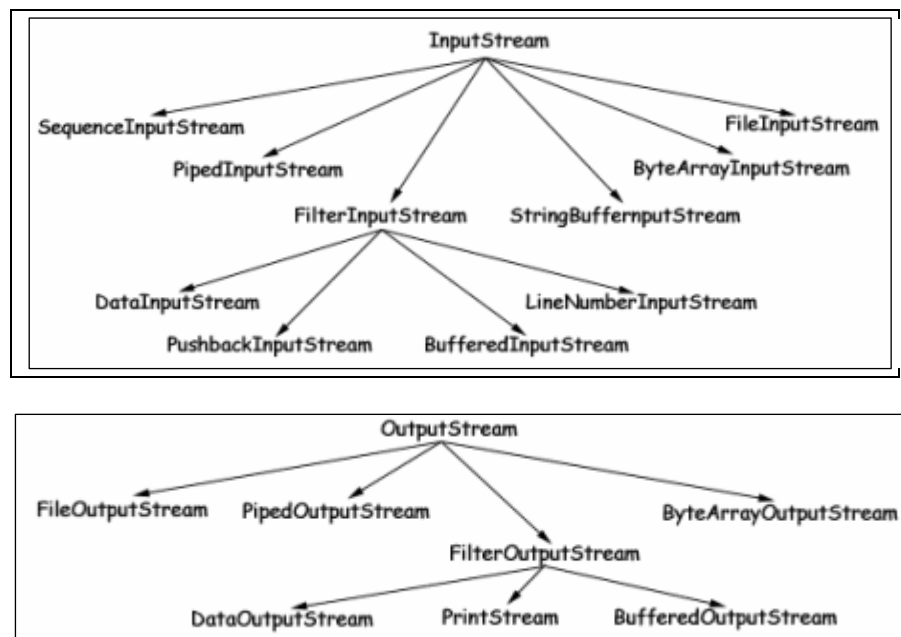 InputStream
SequenceInputStream
FileInputStream
PipedInputStream
ByteArrayInputStream
FilterInputStream
StringBuffernputStream
DataInputStream
LineNumberInputStream
PushbackInputStream
BufferedInputStream
OutputStream
FileOutputStream
PipedOutputStream
ByteArrayOutputStream
FilterOutputStream
DataOutputStream
PrintStream
BufferedOutputStream